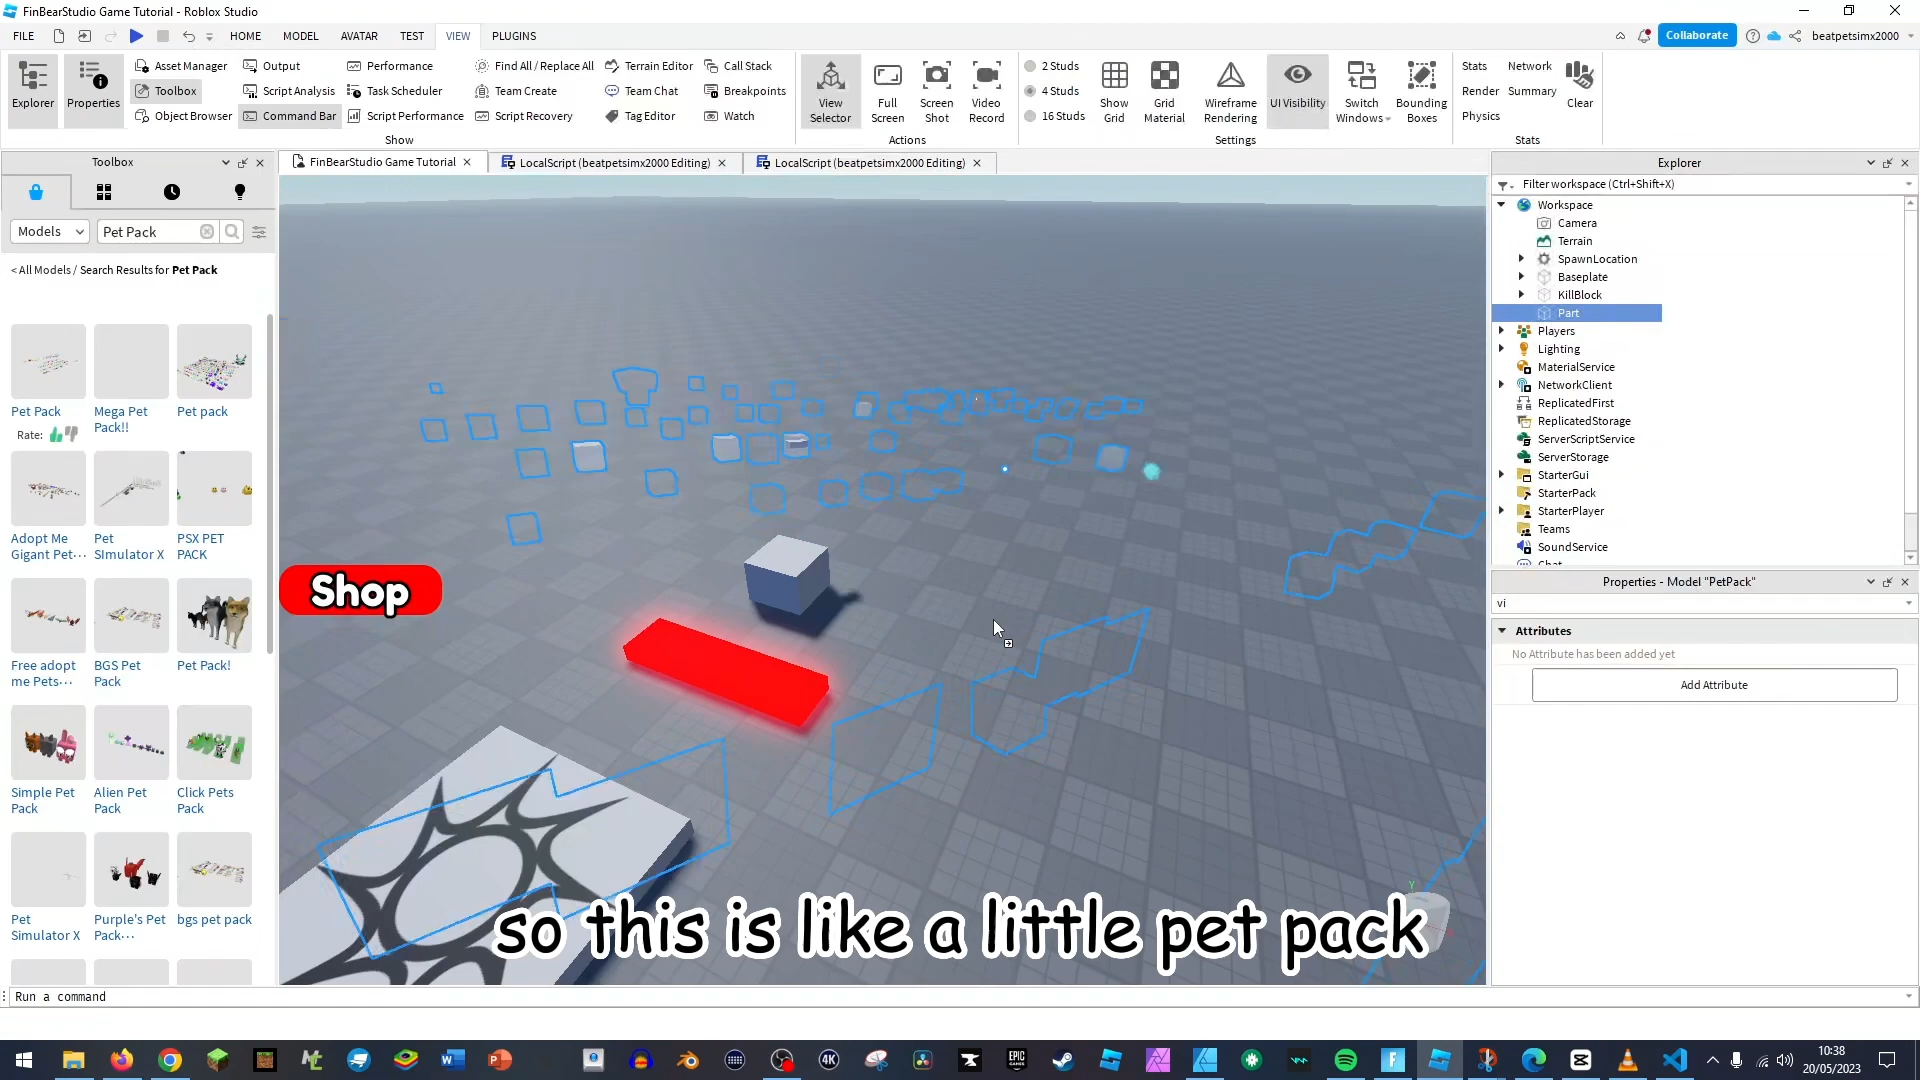 FinBearStudio Game Tutorial - Roblox Studio
FILE HOME MODEL AVATAR TEST VIEW PLUGINS Collaborate beatpetsimx2000
Explorer
Properties
Asset Manager
Toolbox
Object Browser
Output
Script Analysis
Command Bar
Performance
Task Scheduler
Script Performance
Find All / Replace All
Team Create
Script Recovery
Terrain Editor
Team Chat
Tag Editor
Call Stack
Breakpoints
Watch
Show
View
Selector
Full
Screen
Screen
Shot
Video
Record
Actions
2 Studs
4 Studs
16 Studs
Show
Grid
Grid
Material
Wireframe
Rendering
UI Visibility
Switch
Windows
Bounding
Boxes
Settings
Stats
Render
Physics
Network
Summary
Clear
Stats
Toolbox
FinBearStudio Game Tutorial
LocalScript (beatpetsimx2000 Editing)
LocalScript (beatpetsimx2000 Editing)
Models
Pet Pack
< All Models / Search Results for Pet Pack
Pet Pack
Rate:
Mega Pet
Pack!!
Pet pack
Adopt Me
Gigant Pet...
Pet
SImulator X
PSX PET
PACK
Free adopt
me Pets...
BGS Pet
Pack
Pet Pack!
Simple Pet
Pack
Alien Pet
Pack
Click Pets
Pack
Pet
Simulator X
Purple's Pet
Pack...
bgs pet pack
Shop
so this is like a little pet pack
Y
Explorer
Filter workspace (Ctrl+Shift+X)
Workspace
Camera
Terrain
SpawnLocation
Baseplate
KillBlock
Part
Players
Lighting
MaterialService
NetworkClient
ReplicatedFirst
ReplicatedStorage
ServerScriptService
ServerStorage
StarterGui
StarterPack
StarterPlayer
Teams
SoundService
Chat
Properties - Model "PetPack"
vi
Attributes
No Attribute has been added yet
Add Attribute
Run a command
4K
EPIC
GAMES
10:38
20/05/2023